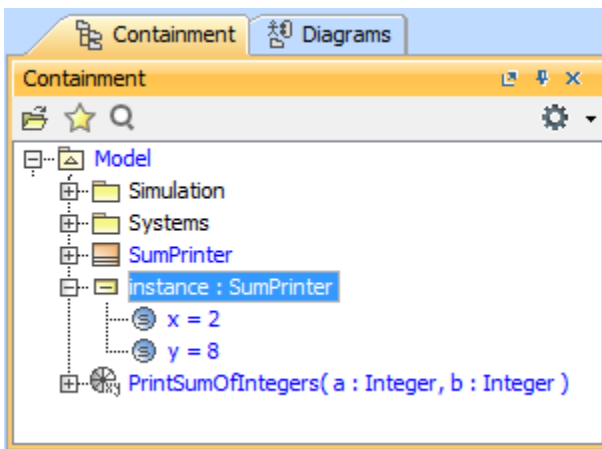 Containment Diagrams
Containment
Model
Simulation
Systems
SumPrinter
instance : SumPrinter
x = 2
y = 8
PrintSumOfIntegers( a : Integer, b : Integer )